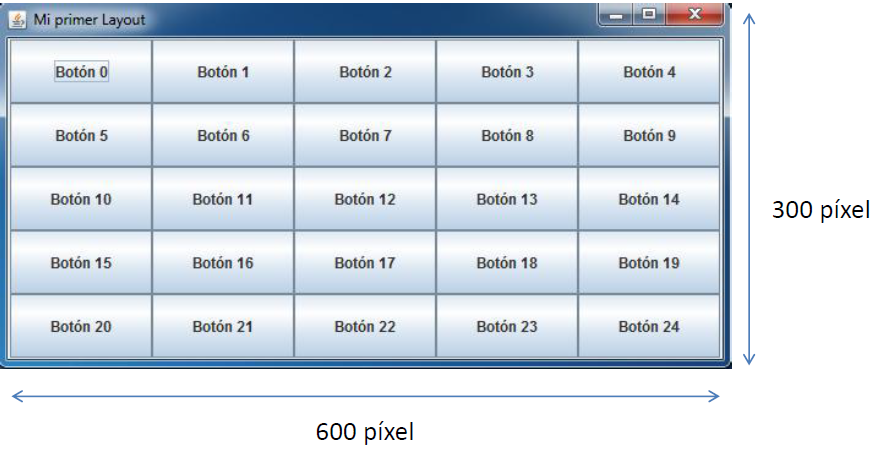 Mi primer Layout
Botón 0 Botón 1 Botón 2 Botón 3 Botón 4
Botón 5 Botón 6 Botón 7 Botón 8 Botón 9
Botón 10 Botón 11 Botón 12 Botón 13 Botón 14
300 píxel
Botón 15 Botón 16 Botón 17 Botón 18 Botón 19
Botón 20 Botón 21 Botón 22 Botón 23 Botón 24
600 píxel